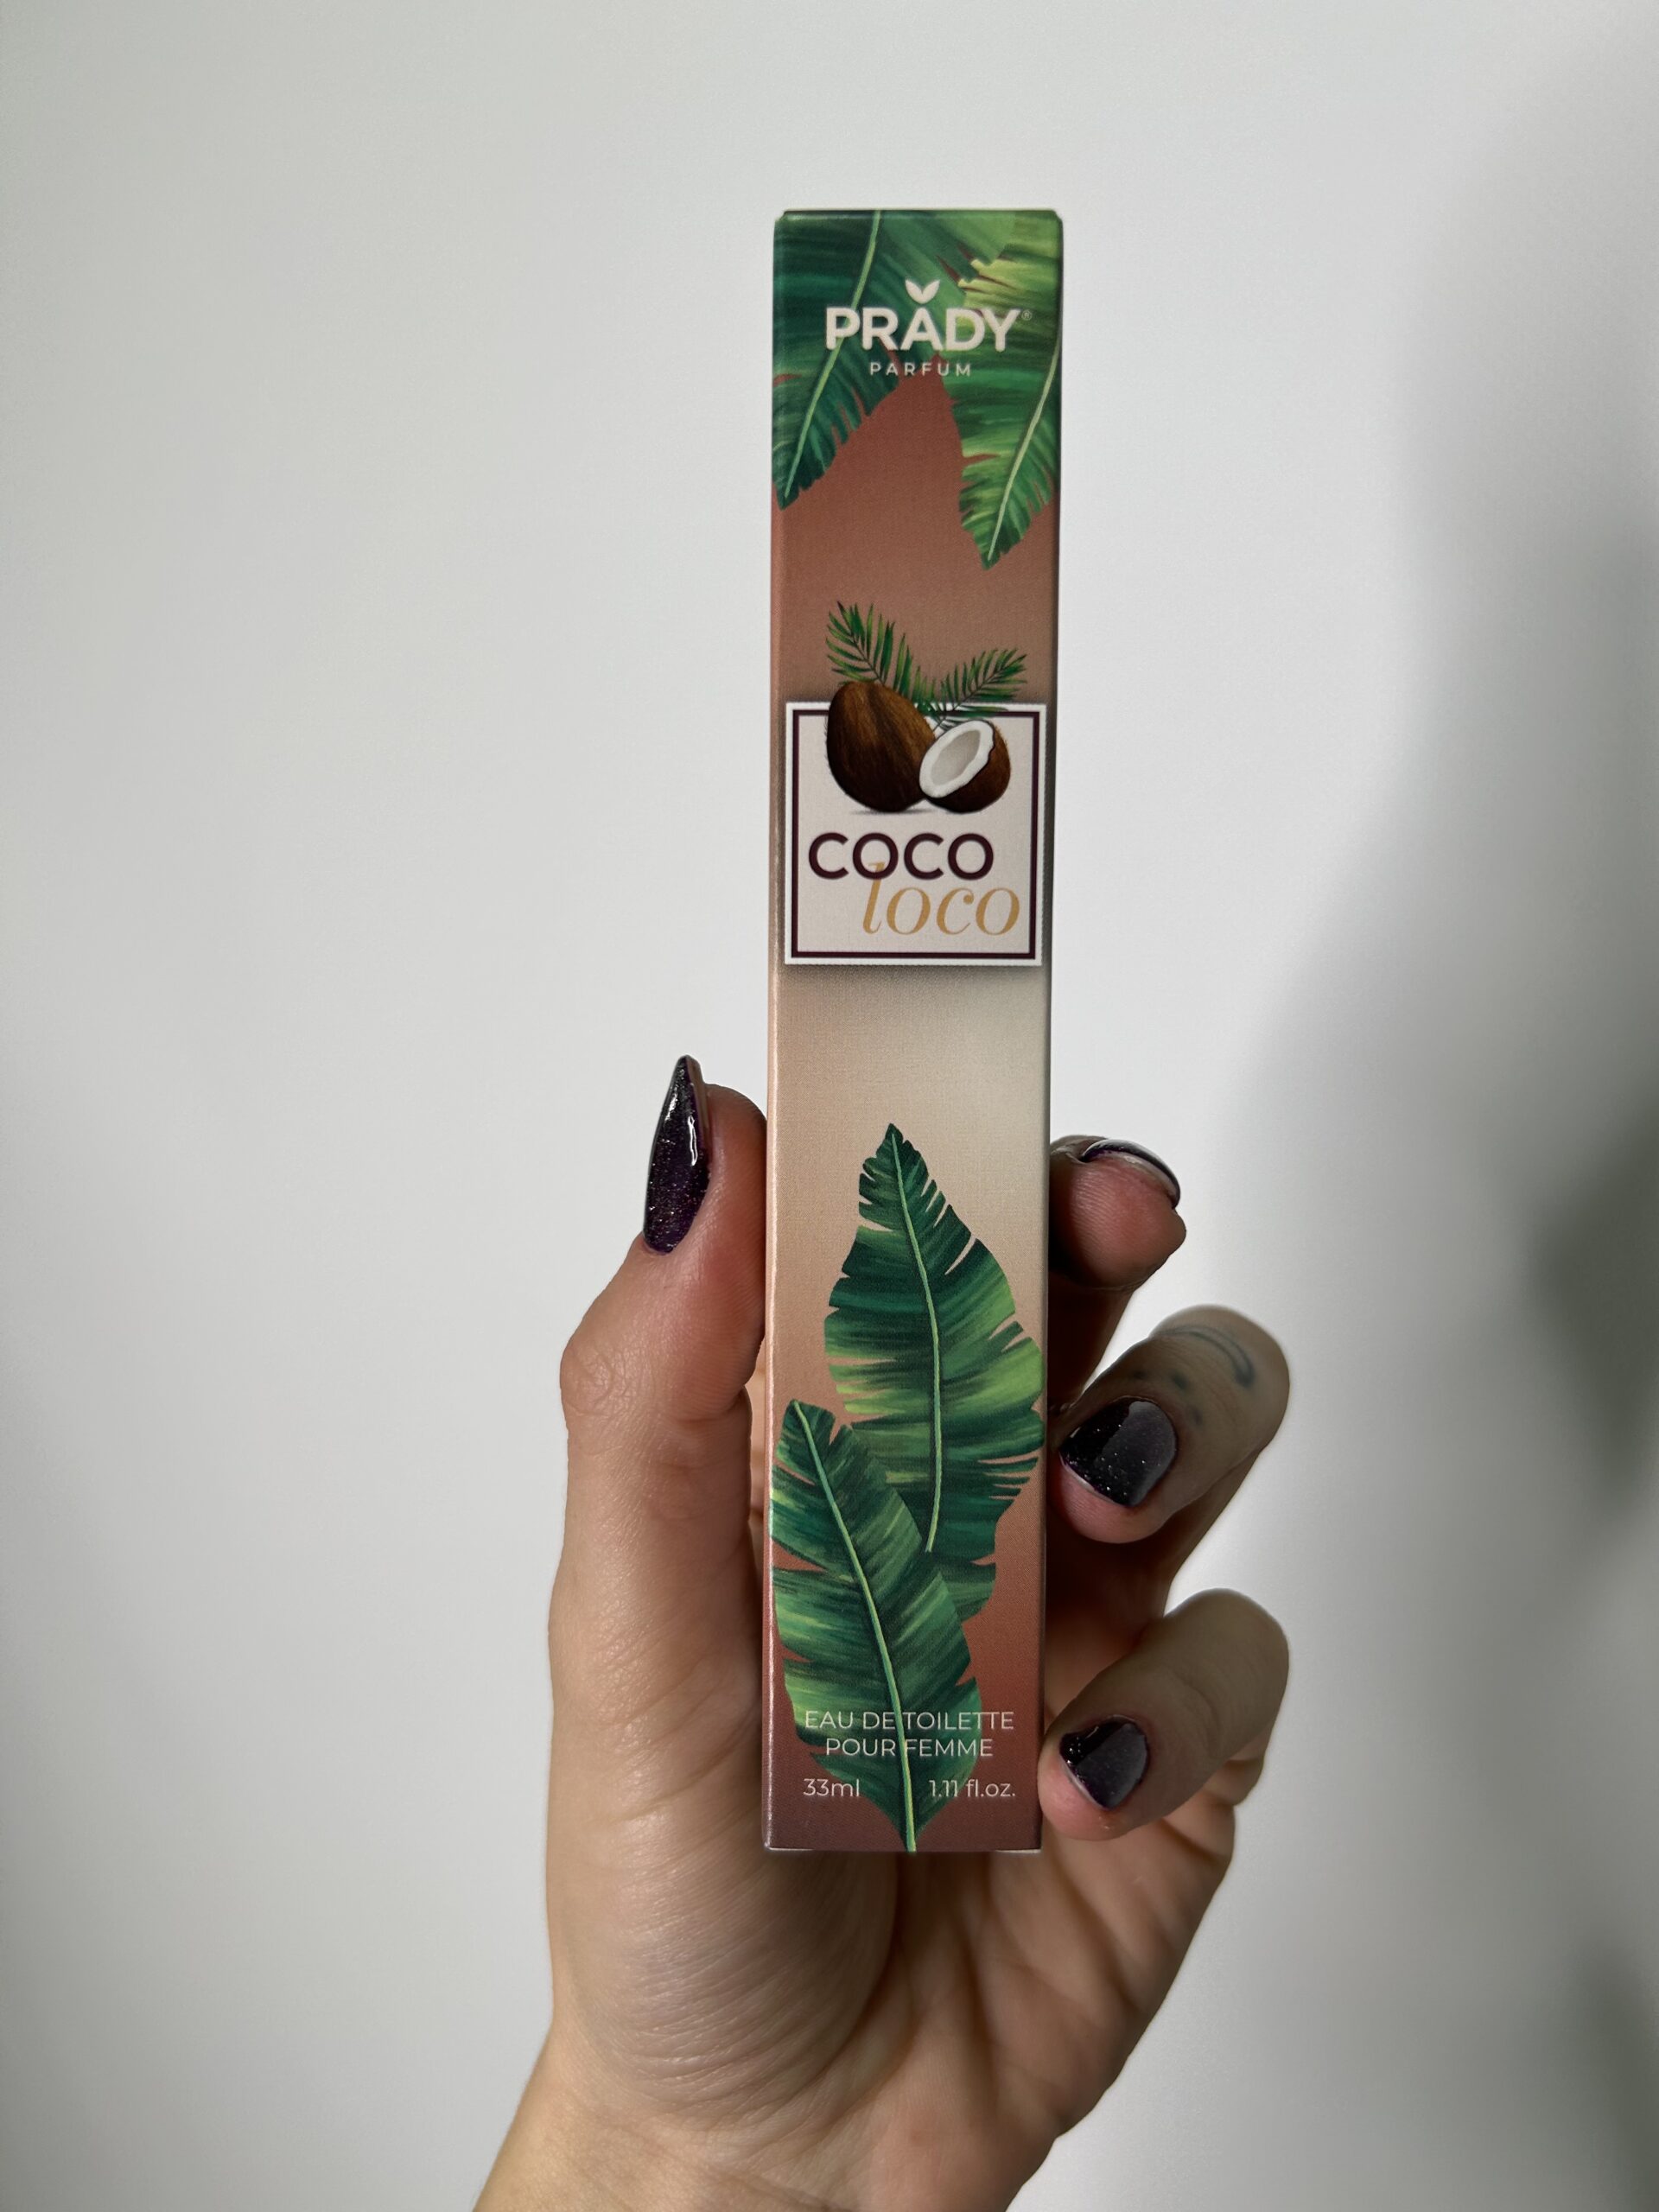 PRADY®
PARFUM
COCO
loco
EAU DE TOILETTE
POUR FEMME
33ml 1.11 fl.oz.